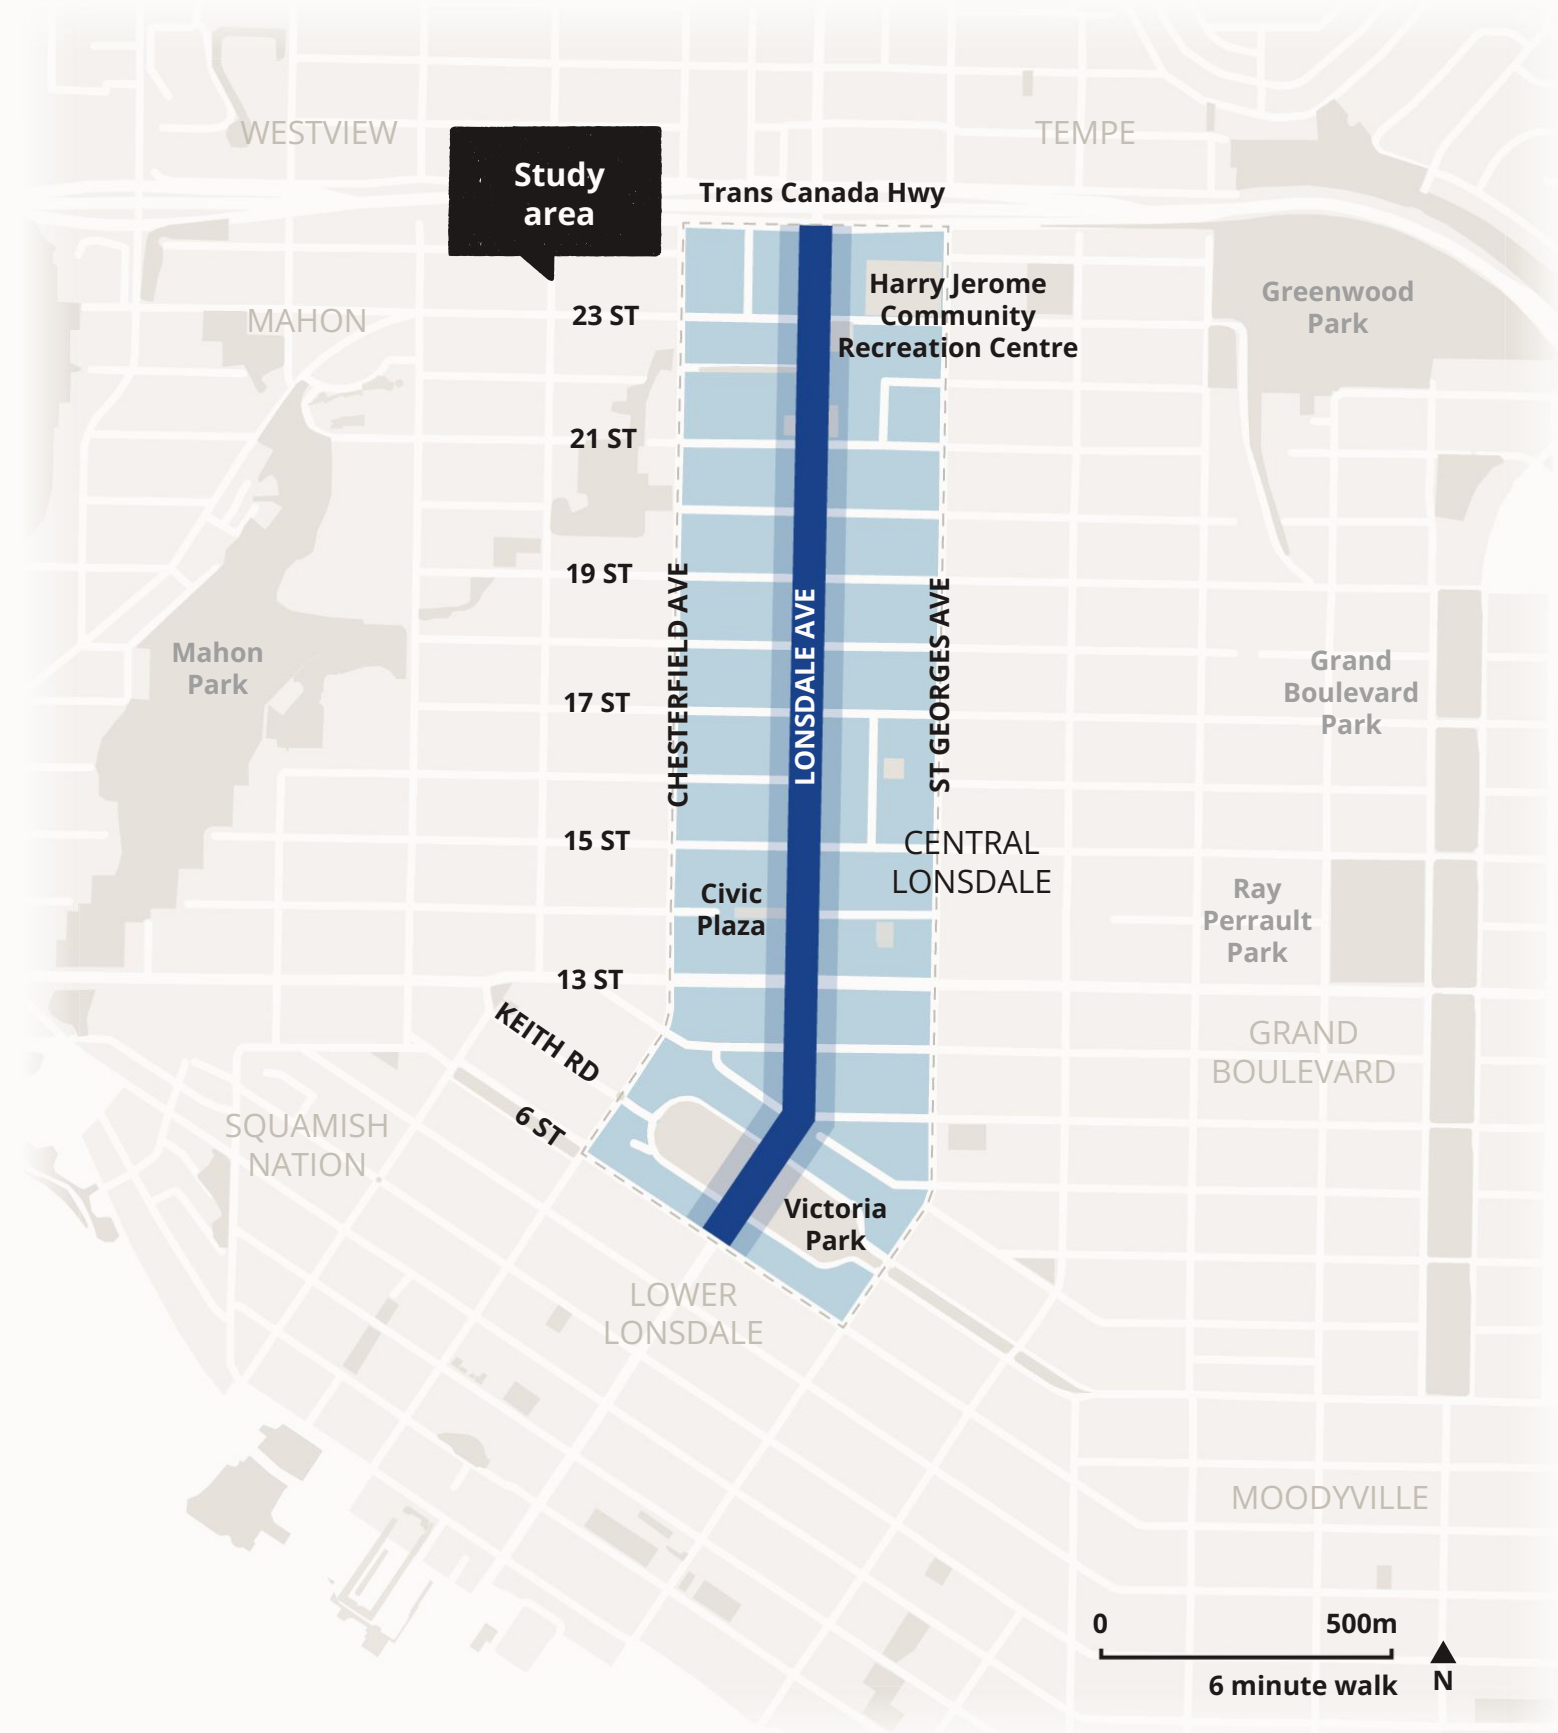 WESTVIEW
TEMPE
Study
area
Trans Canada Hwy
Harry Jerome
Community
Recreation Centre
Greenwood
Park
23 ST
MAHON
21 ST
19 ST
CHESTERFIELD AVE
LONSDALE AVE
ST GEORGES AVE
Mahon
Park
Grand
Boulevard
Park
17 ST
15 ST
CENTRAL
LONSDALE
Civic
Plaza
Ray
Perrault
Park
13 ST
KEITH RD
GRAND
BOULEVARD
6 ST
SQUAMISH
NATION
Victoria
Park
LOWER
LONSDALE
MOODYVILLE
0 500m
6 minute walk
N